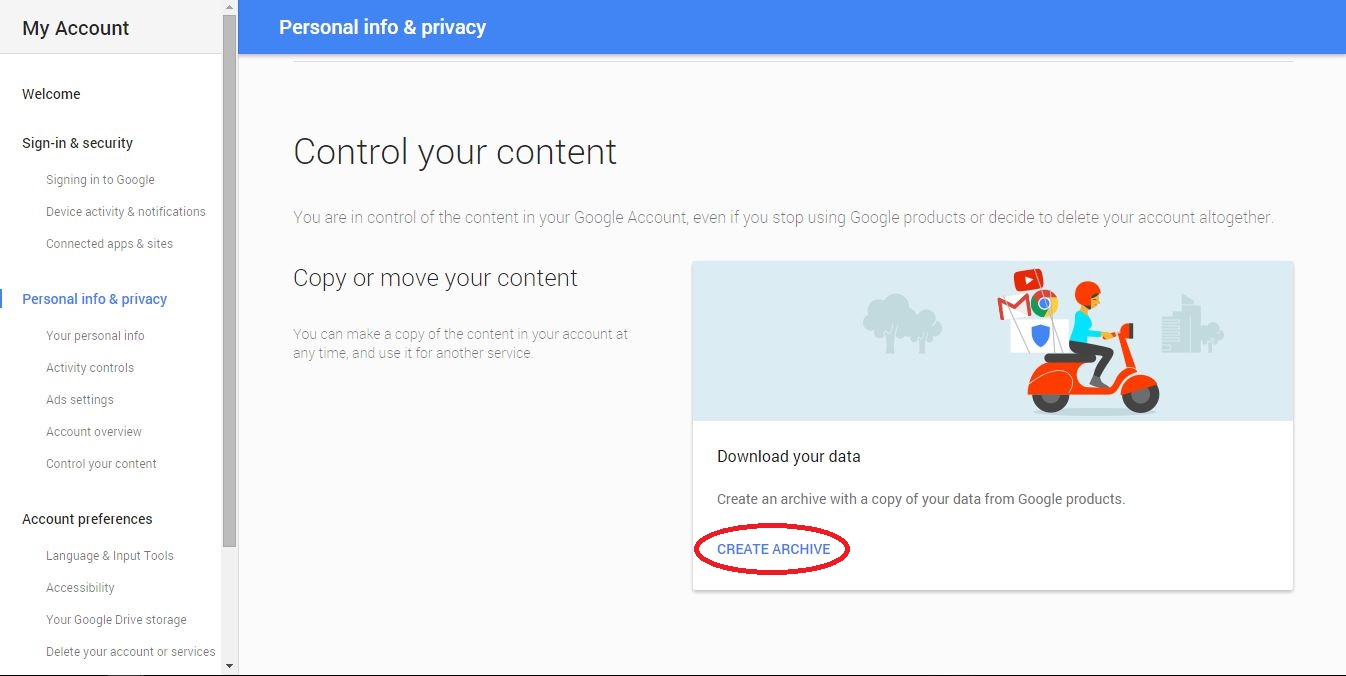 My Account
Welcome
Sign-in & security
Signing in to Google
Device activity & notifications
Connected apps & sites
Personal info & privacy
Your personal info
Activity controls
Ads settings
Account overview
Control your content
Account preferences
Language & Input Tools
Accessibility
Your Google Drive storage
Delete your account or services
Personal info & privacy
Control your content
You are in control of the content in your Google Account, even if you stop using Google products or decide to delete your account altogether.
Copy or move your content
You can make a copy of the content in your account at
any time, and use it for another service.
Download your data
Create an archive with a copy of your data from Google products.
CREATE ARCHIVE